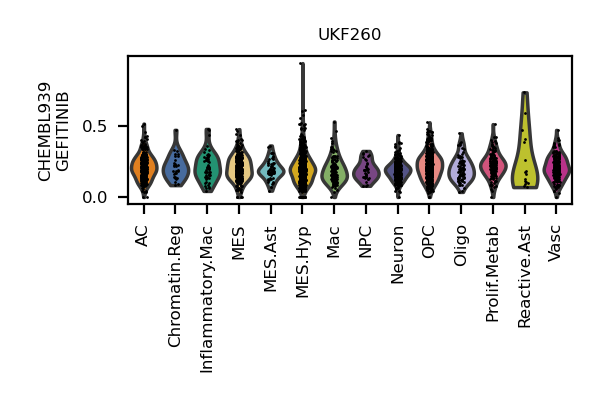 UKF260
CHEMBL939
GEFITINIB
0.5
0.0
AC
Chromatin.Reg
Inflammatory.Mac
MES
MES.Ast
MES.Hyp
Mac
NPC
Neuron
OPC
Oligo
Prolif.Metab
Reactive.Ast
Vasc